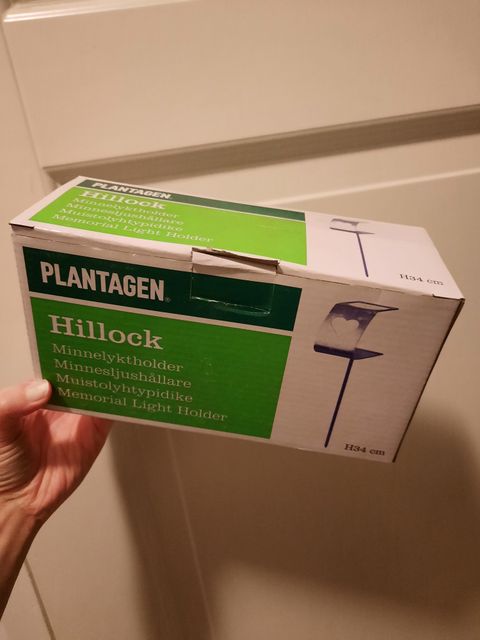 PLANTAGEN
Hillock
Minnelyktholder
Minnesljushållare
Muistolyhtypidike
Memorial Light Holder
H34 cm
PLANTAGEN®
Hillock
Minnelyktholder
Minnesljushållare
Muistolyhtypidike
Memorial Light Holder
H34 cm